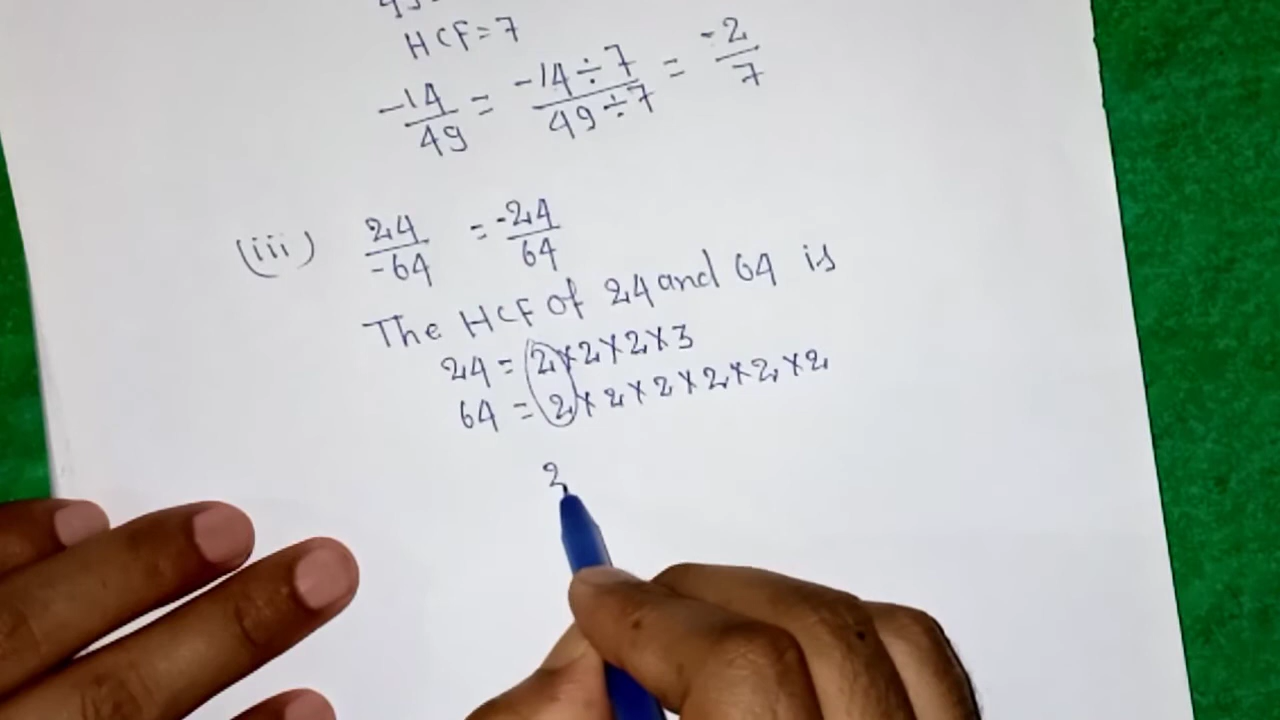 HCF=7
-14/49 = -14÷7/49÷7 = -2/7
(iii) 24/-64 = -24/64
The HCF of 24 and 64 is
24 = 2×2×2×3
64 = 2×2×2×2×2×2
2